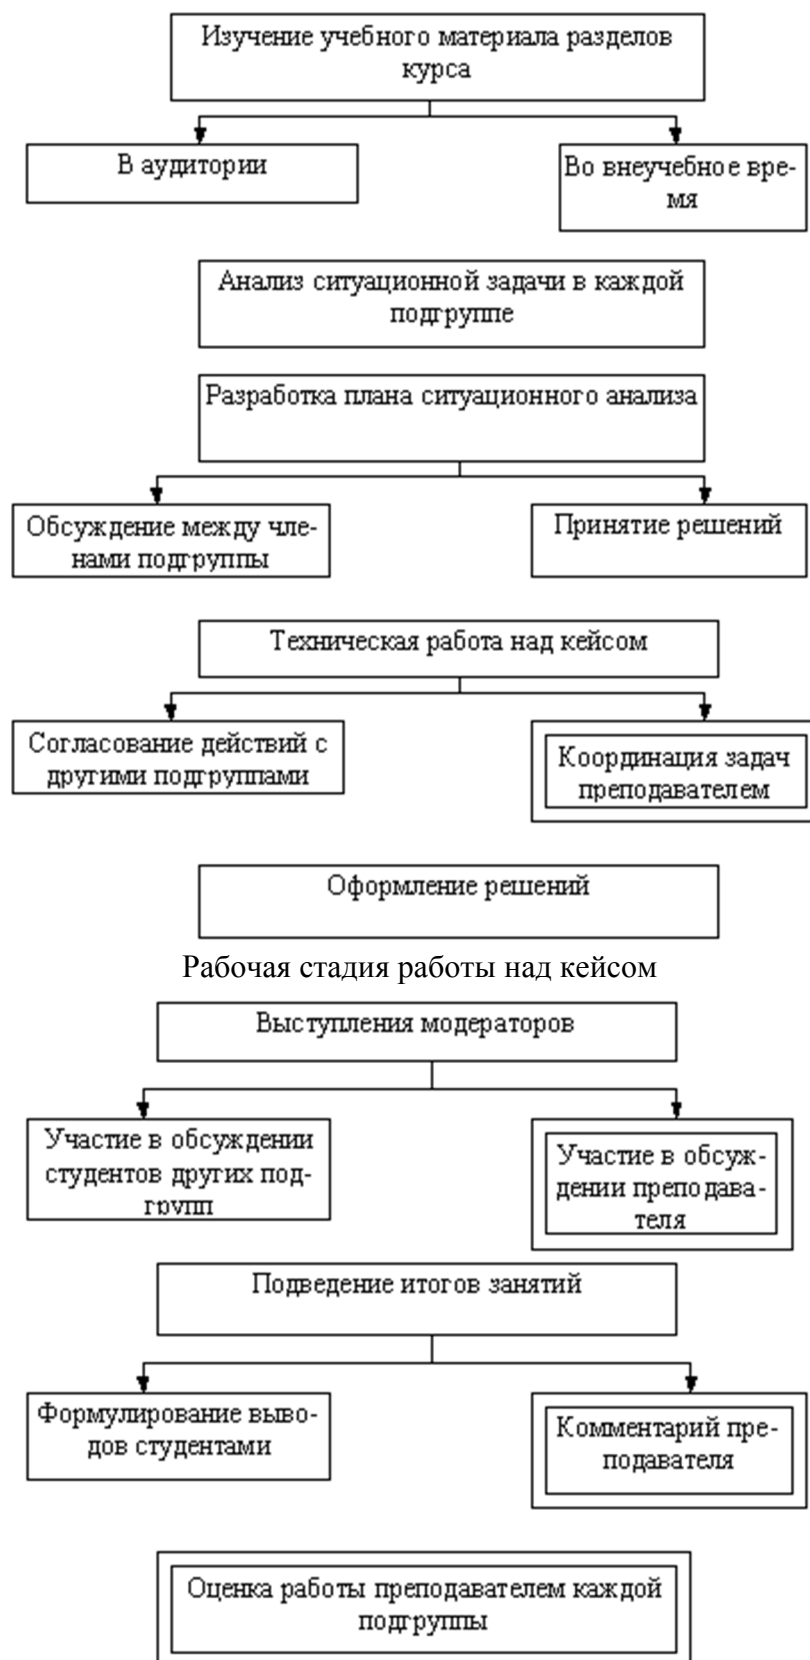 Изучение учебного материала разделов
курса
В аудитории
Во внеучебное вре-
мя
Анализ ситуационной задачи в каждой
подгруппе
Разработка плана ситуационного анализа
Обсуждение между чле-
нами подгруппы
Принятие решений
Техническая работа над кейсом
Согласование действий с
другими подгруппами
Координация задач
преподавателем
Оформление решений
Рабочая стадия работы над кейсом
Выступления модераторов
Участие в обсуждении
студентов других под-
групп
Участие в обсуж-
дении преподава-
теля
Подведение итогов занятий
Формулирование выво-
дов студентами
Комментарий пре-
подавателя
Оценка работы преподавателем каждой
подгруппы